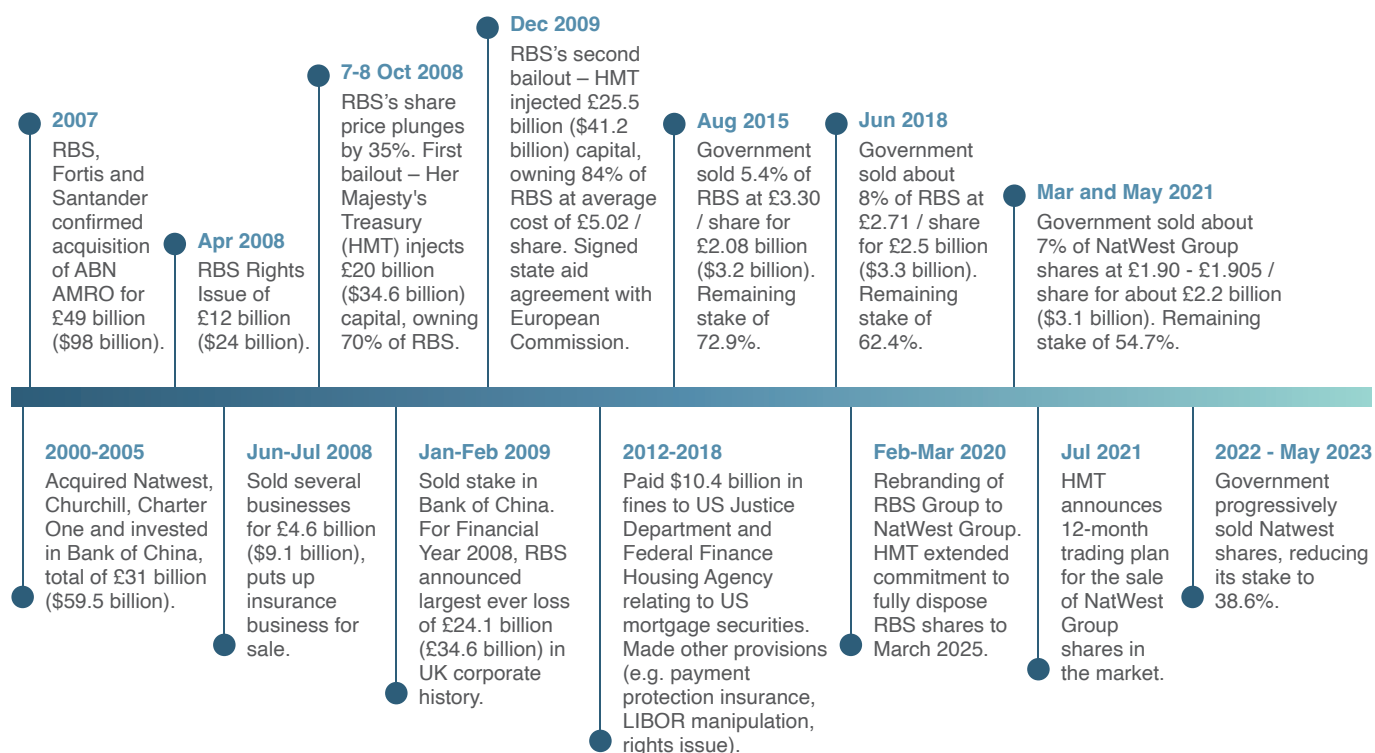 2007
RBS,
Fortis and
Santander
confirmed
acquisition
of ABN
AMRO for
£49 billion
($98 billion).
Apr 2008
RBS Rights
Issue of
£12 billion
($24 billion).
7-8 Oct 2008
RBS's share
price plunges
by 35%. First
bailout – Her
Majesty's
Treasury
(HMT) injects
£20 billion
($34.6 billion)
capital, owning
70% of RBS.
Dec 2009
RBS's second
bailout – HMT
injected £25.5
billion ($41.2
billion) capital,
owning 84% of
RBS at average
cost of £5.02 /
share. Signed
state aid
agreement with
European
Commission.
Aug 2015
Government
sold 5.4% of
RBS at £3.30
/ share for
£2.08 billion
($3.2 billion).
Remaining
stake of
72.9%.
Jun 2018
Government
sold about
8% of RBS at
£2.71 / share
for £2.5 billion
($3.3 billion).
Remaining
stake of
62.4%.
Mar and May 2021
Government sold about
7% of NatWest Group
shares at £1.90 - £1.905 /
share for about £2.2 billion
($3.1 billion). Remaining
stake of 54.7%.
2000-2005
Acquired Natwest,
Churchill, Charter
One and invested
in Bank of China,
total of £31 billion
($59.5 billion).
Jun-Jul 2008
Sold several
businesses
for £4.6 billion
($9.1 billion),
puts up
insurance
business for
sale.
Jan-Feb 2009
Sold stake in
Bank of China.
For Financial
Year 2008, RBS
announced
largest ever loss
of £24.1 billion
(£34.6 billion) in
UK corporate
history.
2012-2018
Paid $10.4 billion in
fines to US Justice
Department and
Federal Finance
Housing Agency
relating to US
mortgage securities.
Made other provisions
(e.g. payment
protection insurance,
LIBOR manipulation,
rights issue).
Feb-Mar 2020
Rebranding of
RBS Group to
NatWest Group.
HMT extended
commitment to
fully dispose
RBS shares to
March 2025.
Jul 2021
HMT
announces
12-month
trading plan
for the sale
of NatWest
Group
shares in
the market.
2022 - May 2023
Government
progressively
sold Natwest
shares, reducing
its stake to
38.6%.